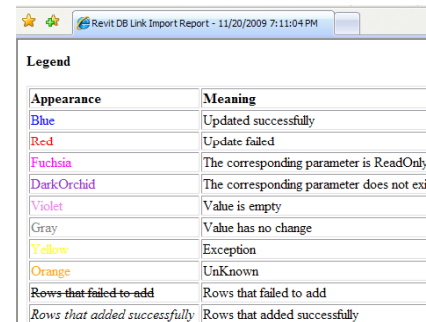 Revit DB Link Import Report - 11/20/2009 7:11:04 PM
Legend
Appearance Meaning
Blue Updated successfully
Red Update failed
Fuchsia The corresponding parameter is ReadOnly
DarkOrchid The corresponding parameter does not exi
Violet Value is empty
Gray Value has no change
Yellow Exception
Orange UnKnown
Rows that failed to add Rows that failed to add
Rows that added successfully Rows that added successfully